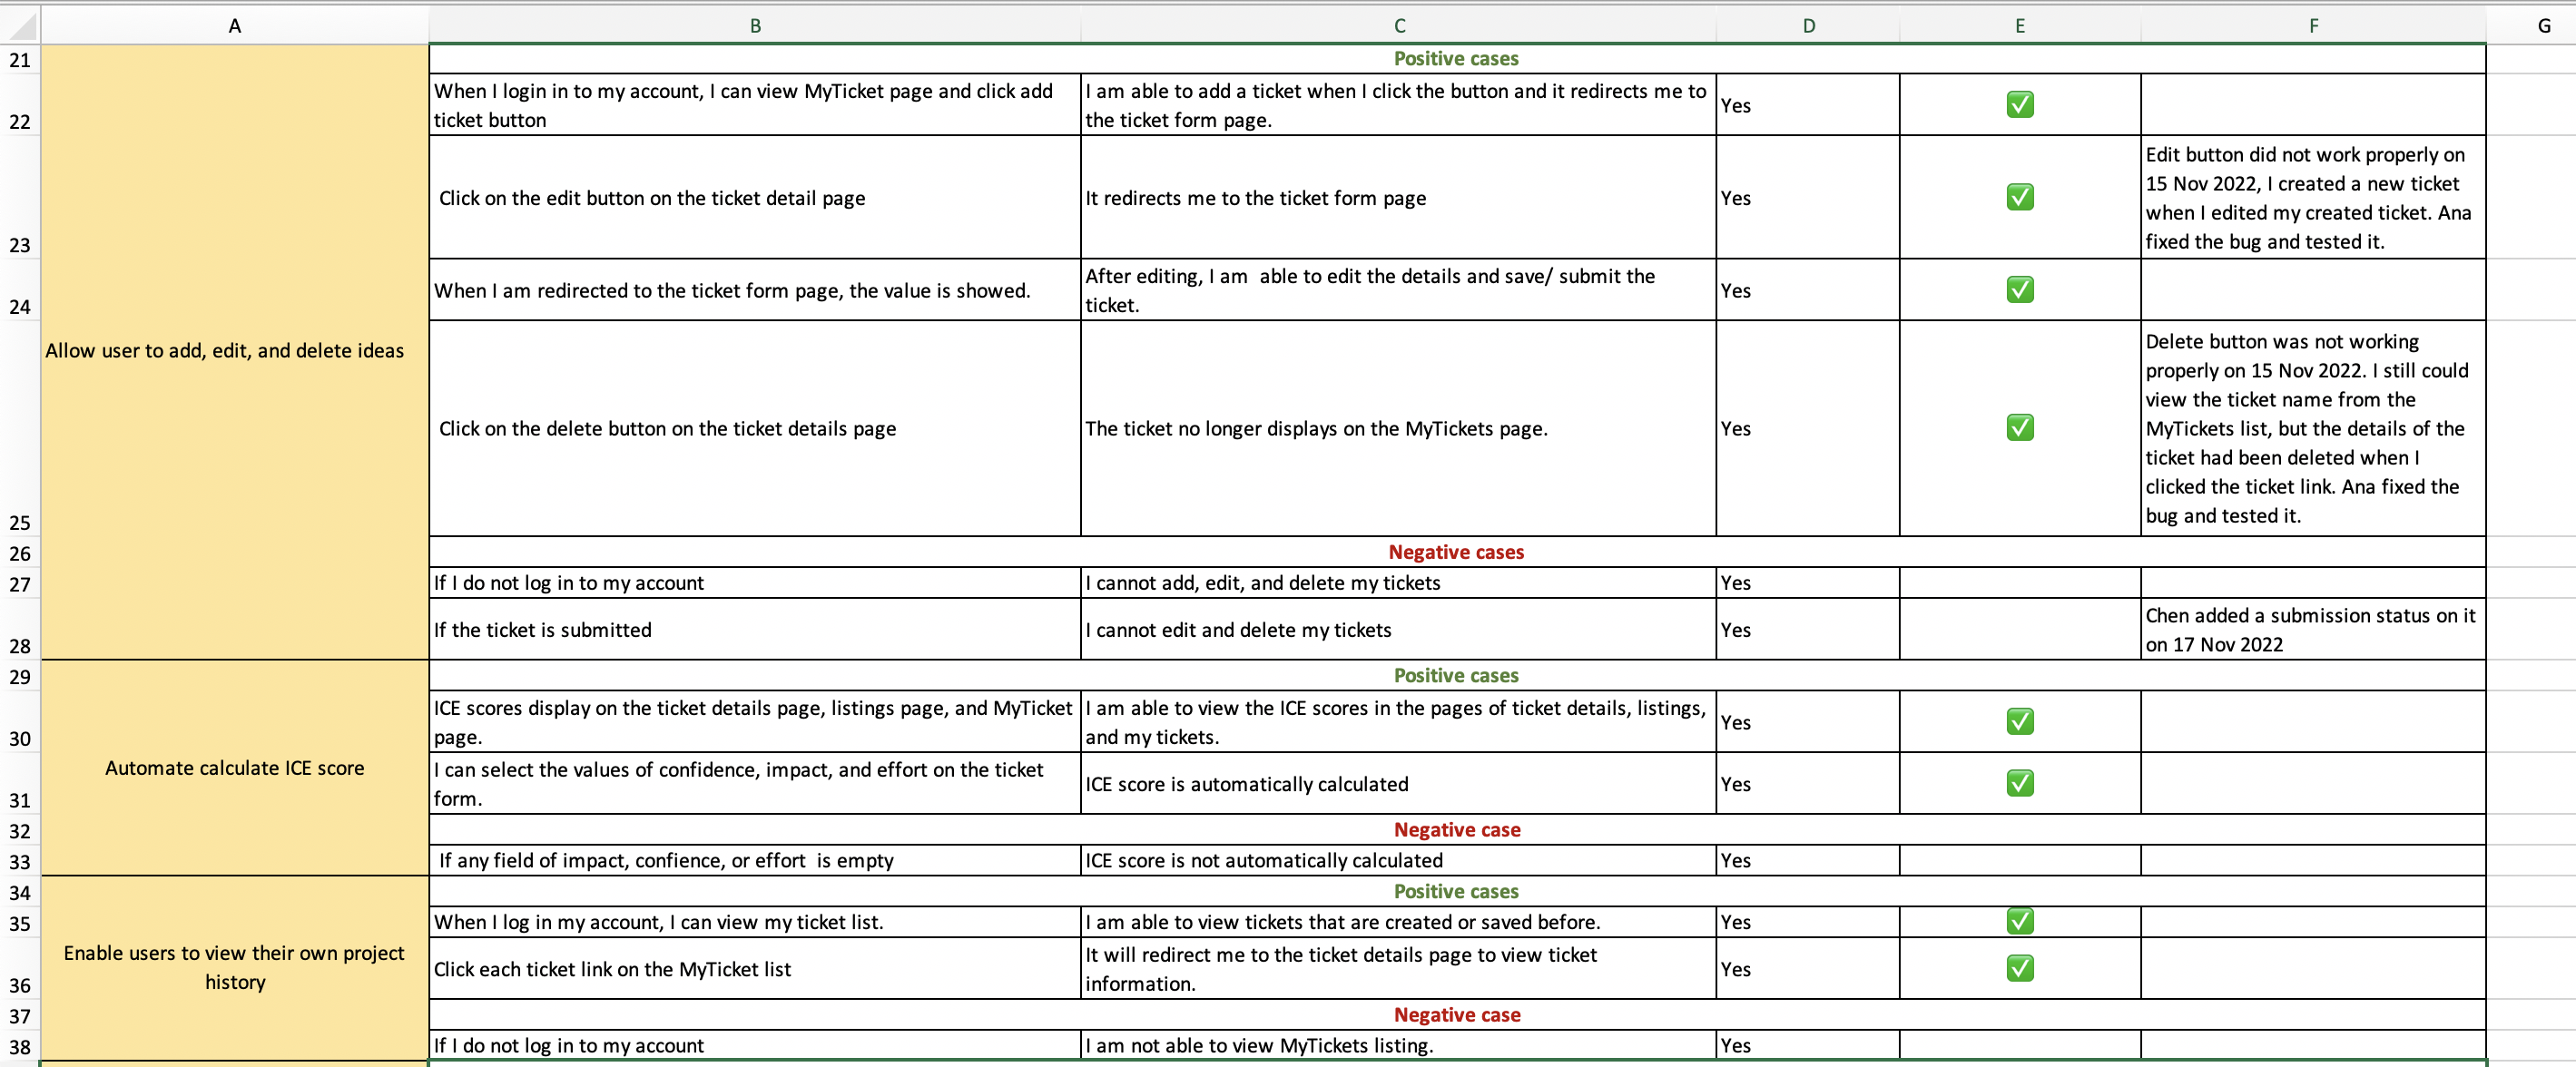 A B C D E F G
21 Positive cases
22 When I login in to my account, I can view MyTicket page and click add
ticket button
I am able to add a ticket when I click the button and it redirects me to
the ticket form page.
Yes ✅
23 Click on the edit button on the ticket detail page
It redirects me to the ticket form page
Yes ✅
Edit button did not work properly on
15 Nov 2022, I created a new ticket
when I edited my created ticket. Ana
fixed the bug and tested it.
24 When I am redirected to the ticket form page, the value is showed.
After editing, I am  able to edit the details and save/ submit the
ticket.
Yes ✅
Allow user to add, edit, and delete ideas
25 Click on the delete button on the ticket details page
The ticket no longer displays on the MyTickets page.
Yes ✅
Delete button was not working
properly on 15 Nov 2022. I still could
view the ticket name from the
MyTickets list, but the details of the
ticket had been deleted when I
clicked the ticket link. Ana fixed the
bug and tested it.
26 Negative cases
27 If I do not log in to my account
I cannot add, edit, and delete my tickets
Yes
28 If the ticket is submitted
I cannot edit and delete my tickets
Yes
Chen added a submission status on it
on 17 Nov 2022
29 Positive cases
30 ICE scores display on the ticket details page, listings page, and MyTicket
page.
I am able to view the ICE scores in the pages of ticket details, listings,
and my tickets.
Yes ✅
Automate calculate ICE score
31 I can select the values of confidence, impact, and effort on the ticket
form.
ICE score is automatically calculated
Yes ✅
32 Negative case
33 If any field of impact, confience, or effort  is empty
ICE score is not automatically calculated
Yes
34 Positive cases
35 When I log in my account, I can view my ticket list.
I am able to view tickets that are created or saved before.
Yes ✅
Enable users to view their own project
history
36 Click each ticket link on the MyTicket list
It will redirect me to the ticket details page to view ticket
information.
Yes ✅
37 Negative case
38 If I do not log in to my account
I am not able to view MyTickets listing.
Yes